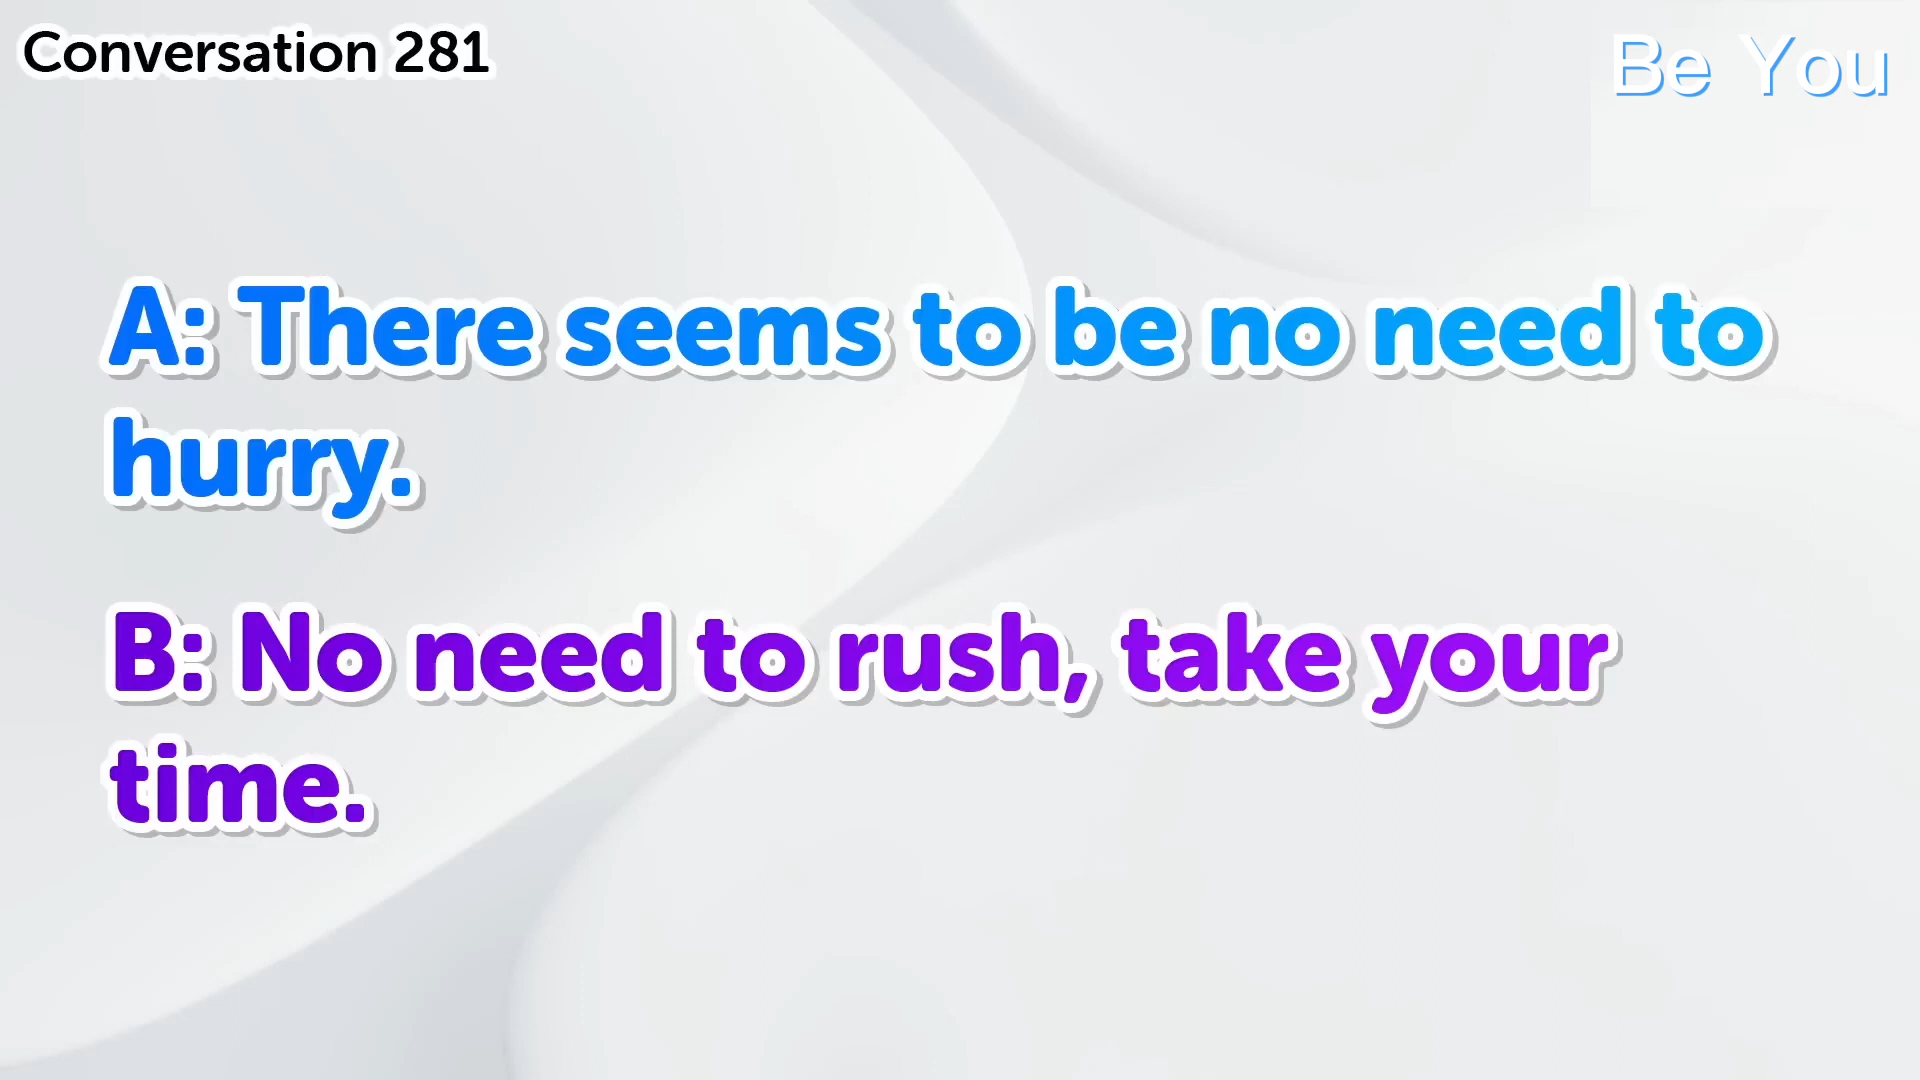 Conversation 281
Be You
A: There seems to be no need to
hurry.
B: No need to rush, take your
time.